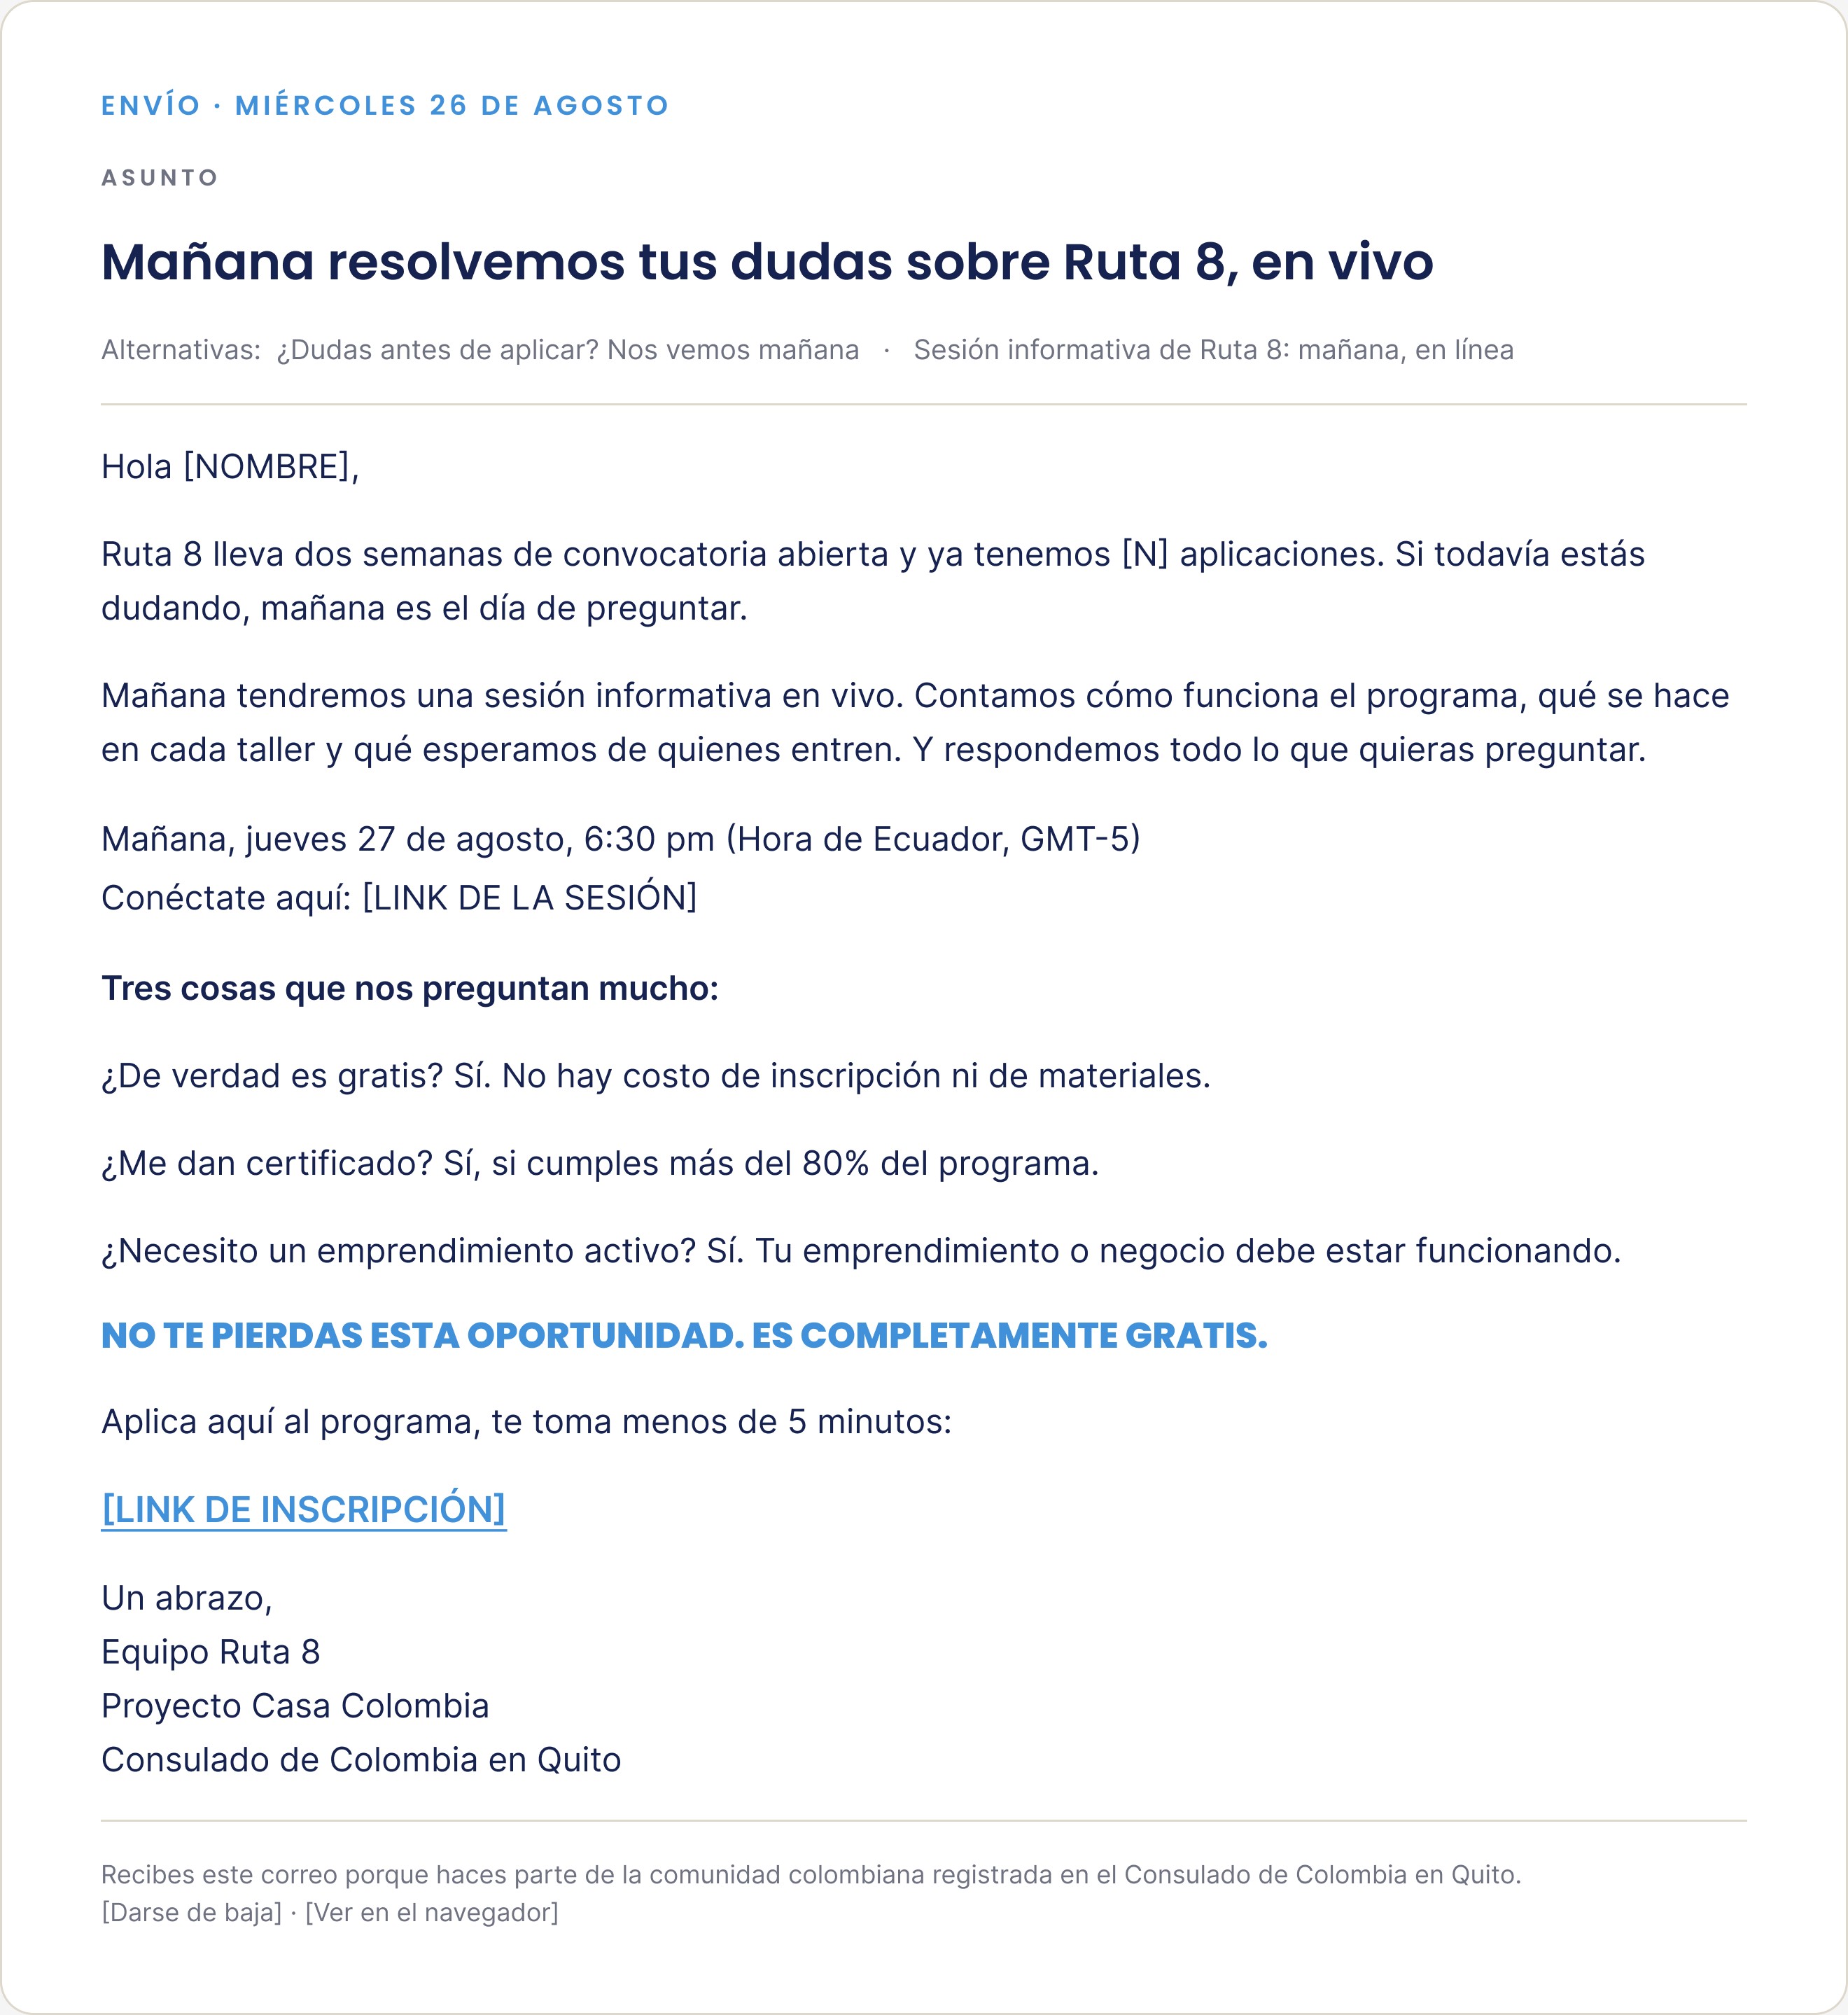 ENVÍO · MIÉRCOLES 26 DE AGOSTO
ASUNTO
Mañana resolvemos tus dudas sobre Ruta 8, en vivo
Alternativas: ¿Dudas antes de aplicar? Nos vemos mañana · Sesión informativa de Ruta 8: mañana, en línea
Hola [NOMBRE],
Ruta 8 lleva dos semanas de convocatoria abierta y ya tenemos [N] aplicaciones. Si todavía estás
dudando, mañana es el día de preguntar.
Mañana tendremos una sesión informativa en vivo. Contamos cómo funciona el programa, qué se hace
en cada taller y qué esperamos de quienes entren. Y respondemos todo lo que quieras preguntar.
Mañana, jueves 27 de agosto, 6:30 pm (Hora de Ecuador, GMT-5)
Conéctate aquí: [LINK DE LA SESIÓN]
Tres cosas que nos preguntan mucho:
¿De verdad es gratis? Sí. No hay costo de inscripción ni de materiales.
¿Me dan certificado? Sí, si cumples más del 80% del programa.
¿Necesito un emprendimiento activo? Sí. Tu emprendimiento o negocio debe estar funcionando.
NO TE PIERDAS ESTA OPORTUNIDAD. ES COMPLETAMENTE GRATIS.
Aplica aquí al programa, te toma menos de 5 minutos:
[LINK DE INSCRIPCIÓN]
Un abrazo,
Equipo Ruta 8
Proyecto Casa Colombia
Consulado de Colombia en Quito
Recibes este correo porque haces parte de la comunidad colombiana registrada en el Consulado de Colombia en Quito.
[Darse de baja] · [Ver en el navegador]